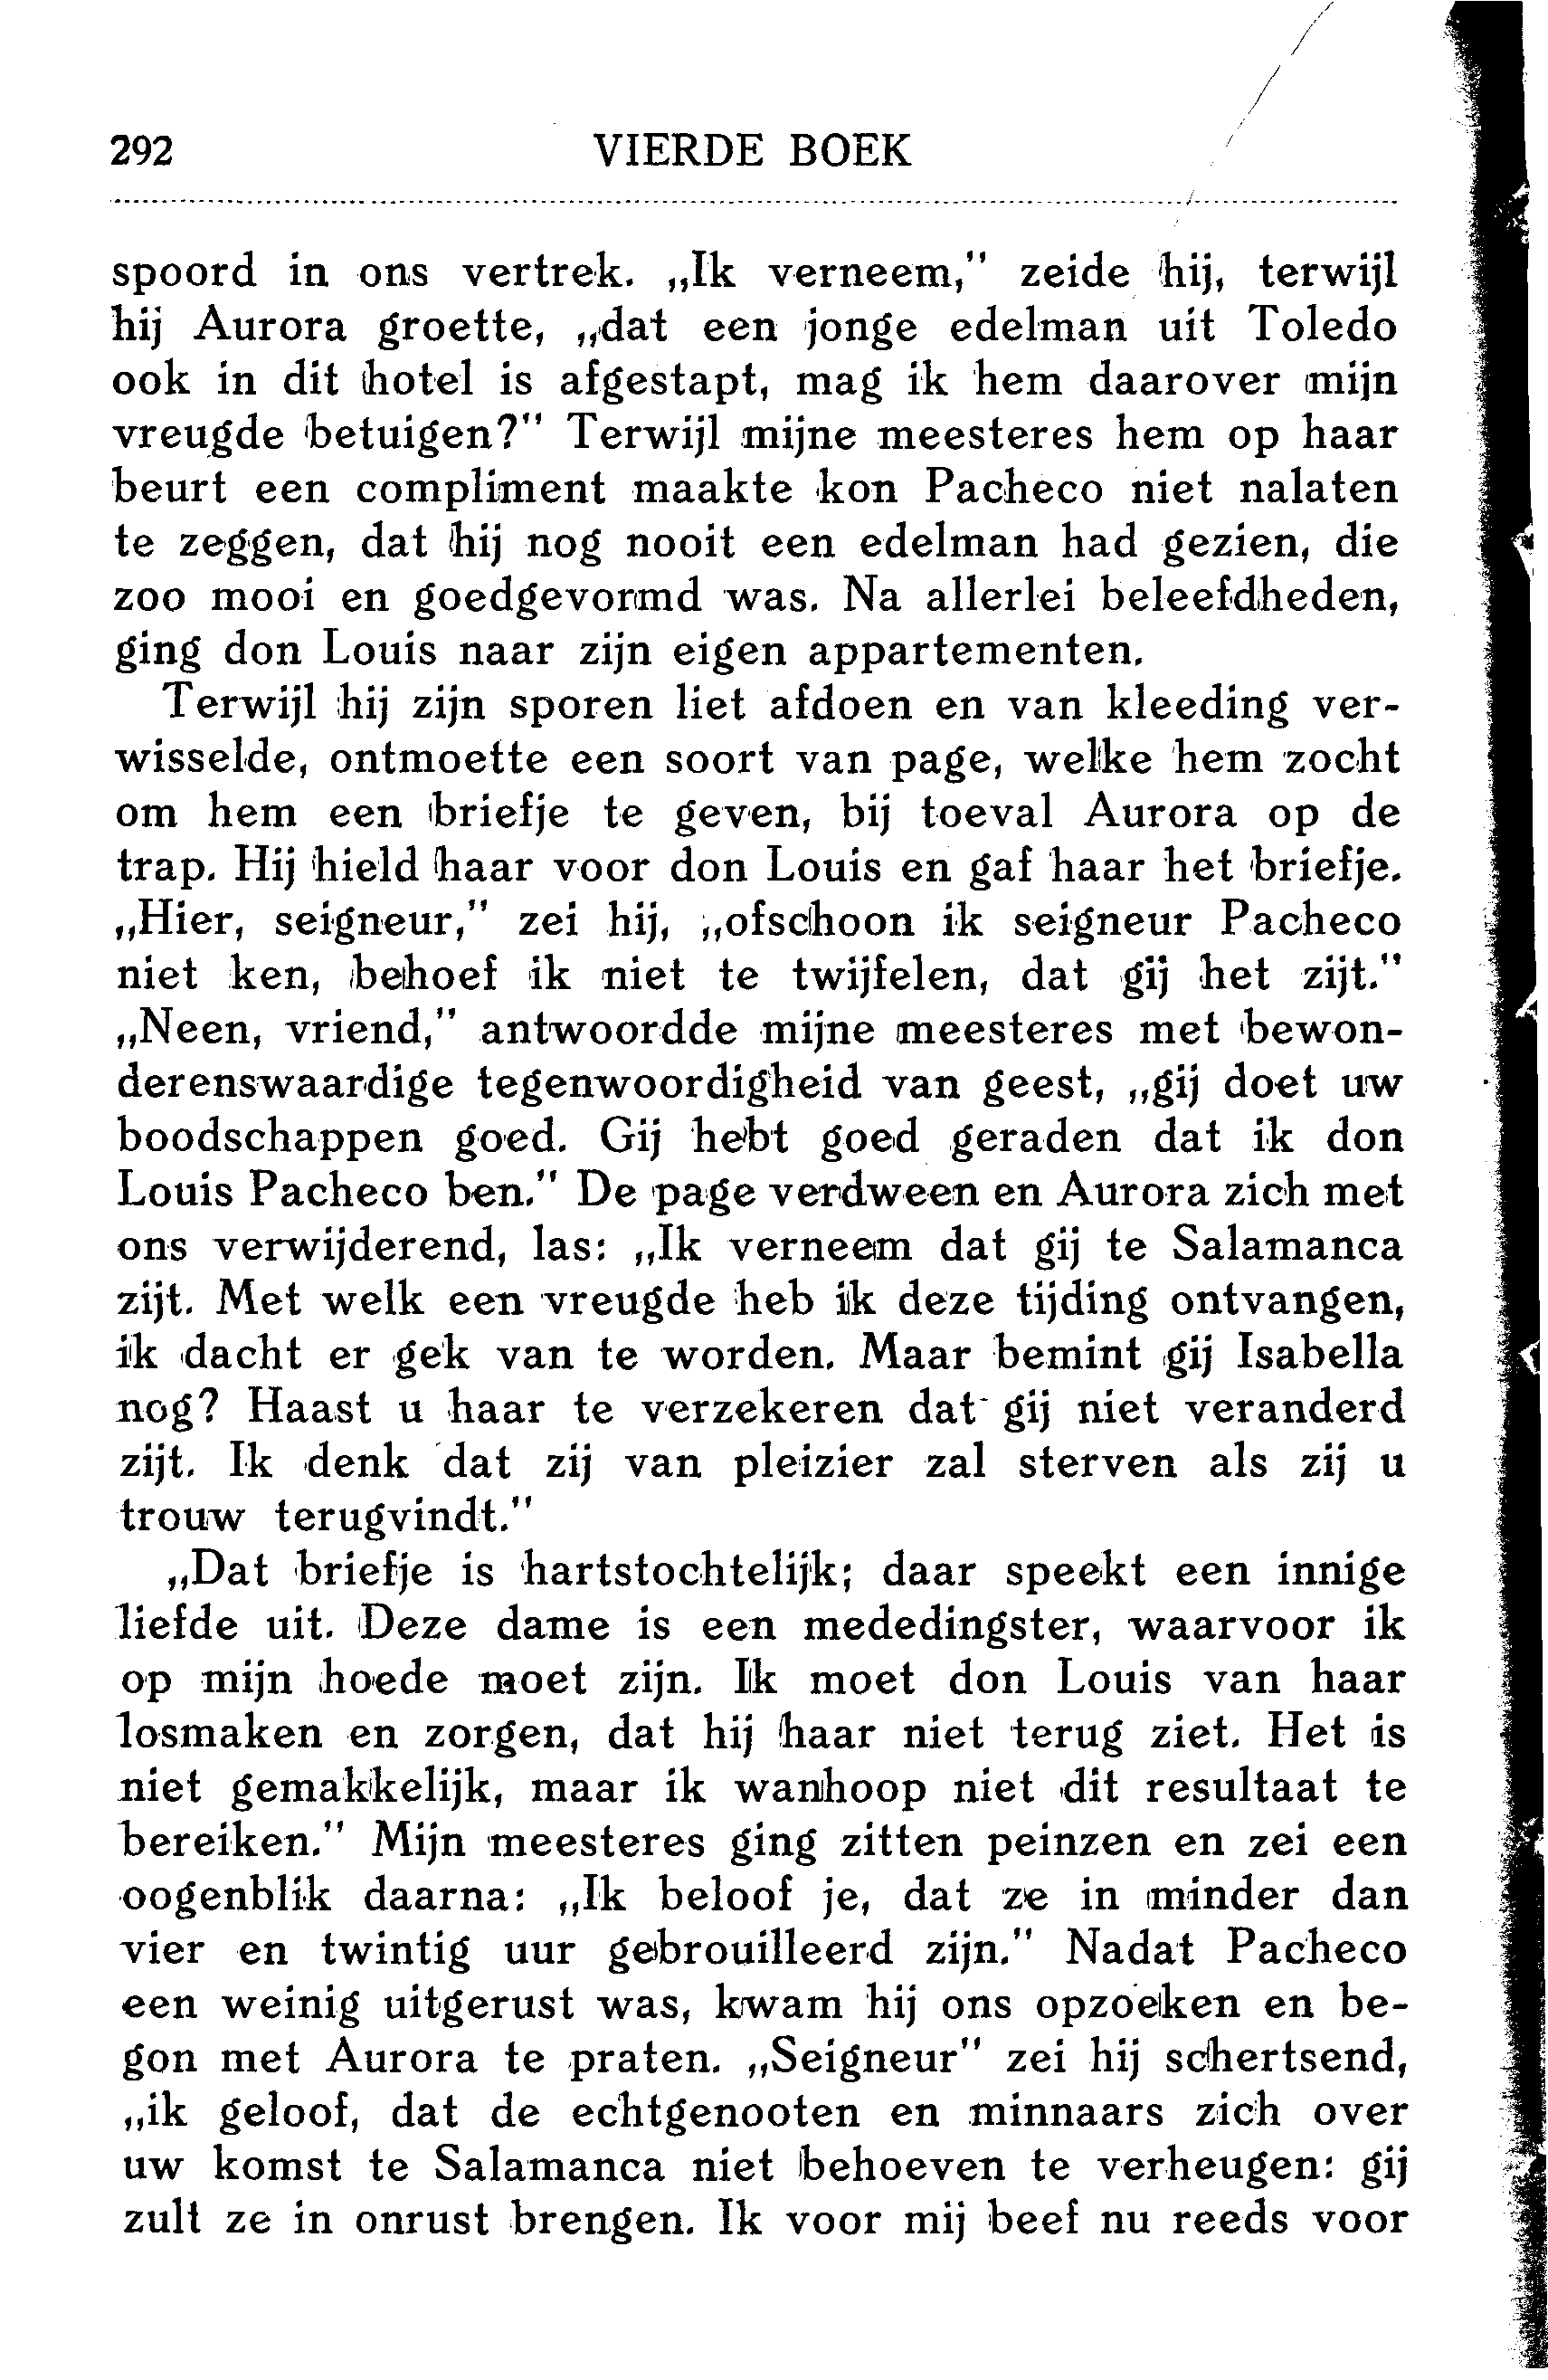 292
VIERDE BOEK
spoord in ons vertrek. „Ik verneem,” zeide hij, terwijl
hij Aurora groette, „dat een jonge edelman uit Toledo
ook in dit hotel is afgestapt, mag ik hem daarover mijn
vreugde betuigen?” Terwijl mijne meesteres hem op haar
beurt een compliment maakte kon Pacheco niet nalaten
te zeggen, dat hij nog nooit een edelman had gezien, die
zoo mooi en goedgevormd was. Na allerlei beleefdheden,
ging don Louis naar zijn eigen appartementen.
Terwijl hij zijn sporen liet afdoen en van kleeding ver-
wisselde, ontmoette een soort van page, welke hem zocht
om hem een briefje te geven, bij toeval Aurora op de
trap. Hij hield haar voor don Louis en gaf haar het briefje.
„Hier, seigneur,” zei hij, „ofschoon ik seigneur Pacheco
niet ken, behoef ik niet te twijfelen, dat gij het zijt.”
„Neen, vriend,” antwoordde mijne meesteres met bewon-
derenswaardige tegenwoordigheid van geest, „gij doet uw
boodschappen goed. Gij hebt goed geraden dat ik don
Louis Pacheco ben.” De page verdween en Aurora zich met
ons verwijderend, las: „Ik verneem dat gij te Salamanca
zijt. Met welk een vreugde heb ik deze tijding ontvangen,
ik dacht er gek van te worden. Maar bemint gij Isabella
nog? Haast u haar te verzekeren dat gij niet veranderd
zijt. Ik denk dat zij van pleizier zal sterven als zij u
trouw terugvindt.”
„Dat briefje is hartstochtelijk; daar speekt een innige
liefde uit. Deze dame is een mededingster, waarvoor ik
op mijn hoede moet zijn. Ik moet don Louis van haar
losmaken en zorgen, dat hij haar niet terug ziet. Het is
niet gemakkelijk, maar ik wanhoop niet dit resultaat te
bereiken.” Mijn meesteres ging zitten peinzen en zei een
oogenblik daarna: „Ik beloof je, dat ze in minder dan
vier en twintig uur gebrouilleerd zijn.” Nadat Pacheco
een weinig uitgerust was, kwam hij ons opzoeken en be-
gon met Aurora te praten. „Seigneur” zei hij schertsend,
„ik geloof, dat de echtgenooten en minnaars zich over
uw komst te Salamanca niet behoeven te verheugen: gij
zult ze in onrust brengen. Ik voor mij beef nu reeds voor